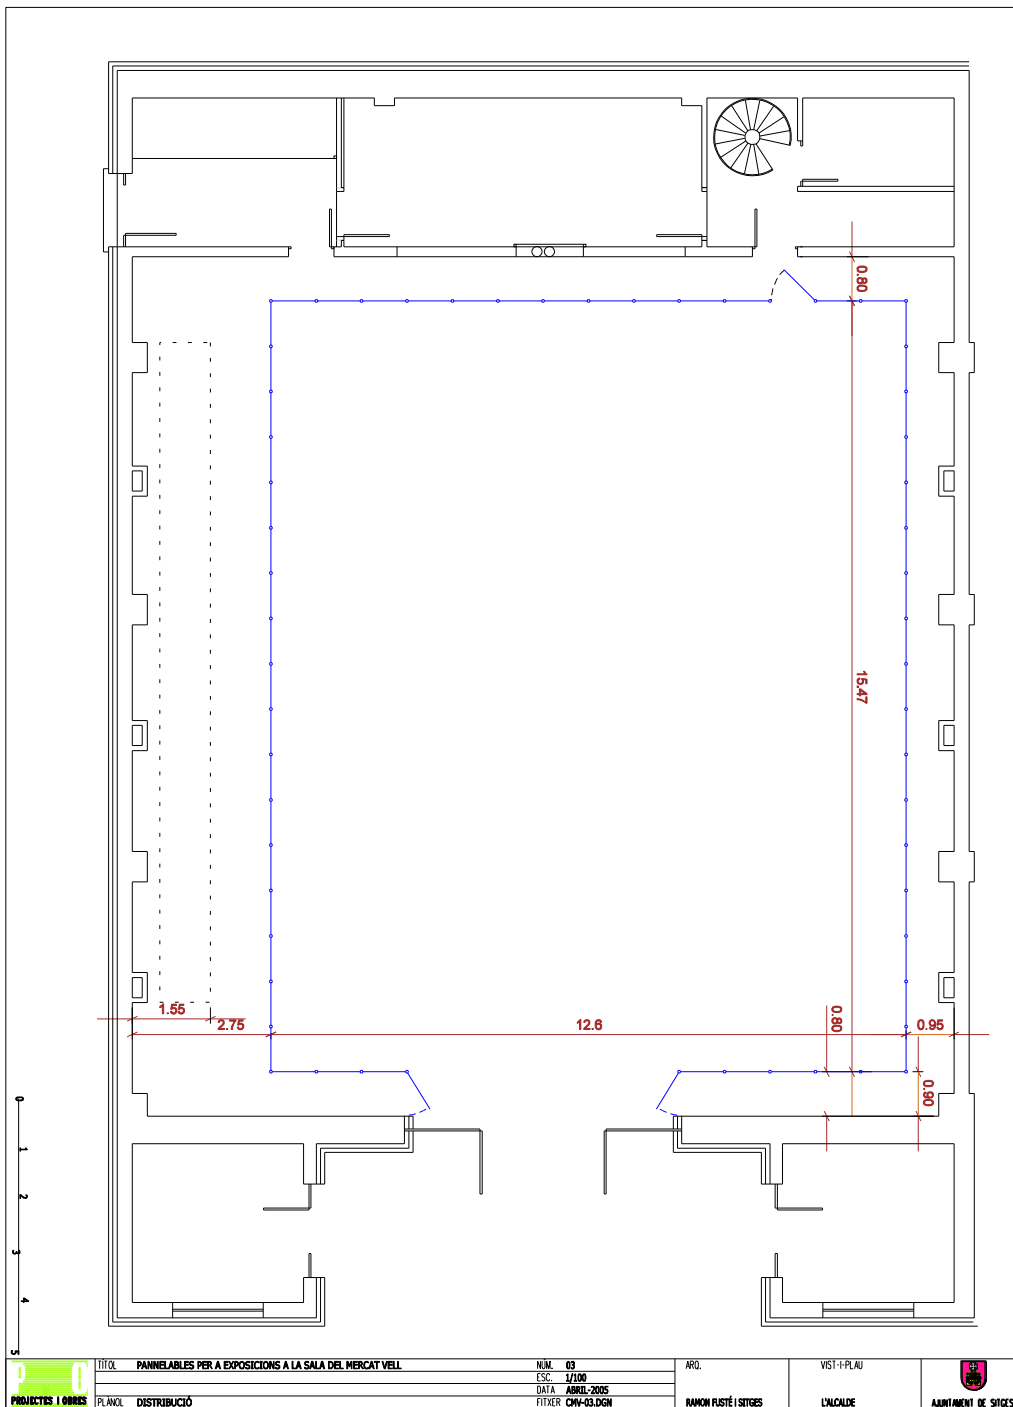 0.80
15.47
1.55
2.75
12.6
0.80
0.95
0.90
0
1
2
3
4
5
P O
PROJECTES I OBRES
TÍTOL PANNELABLES PER A EXPOSICIONS A LA SALA DEL MERCAT VELL
PLÀNOL DISTRIBUCIÓ
NÚM. 03
ESC. 1/100
DATA ABRIL-2005
FITXER CMV-03.DGN
ARQ.
RAMON FUSTÉ I SITGES
VIST-I-PLAU
L'ALCALDE
AJUNTAMENT DE SITGES